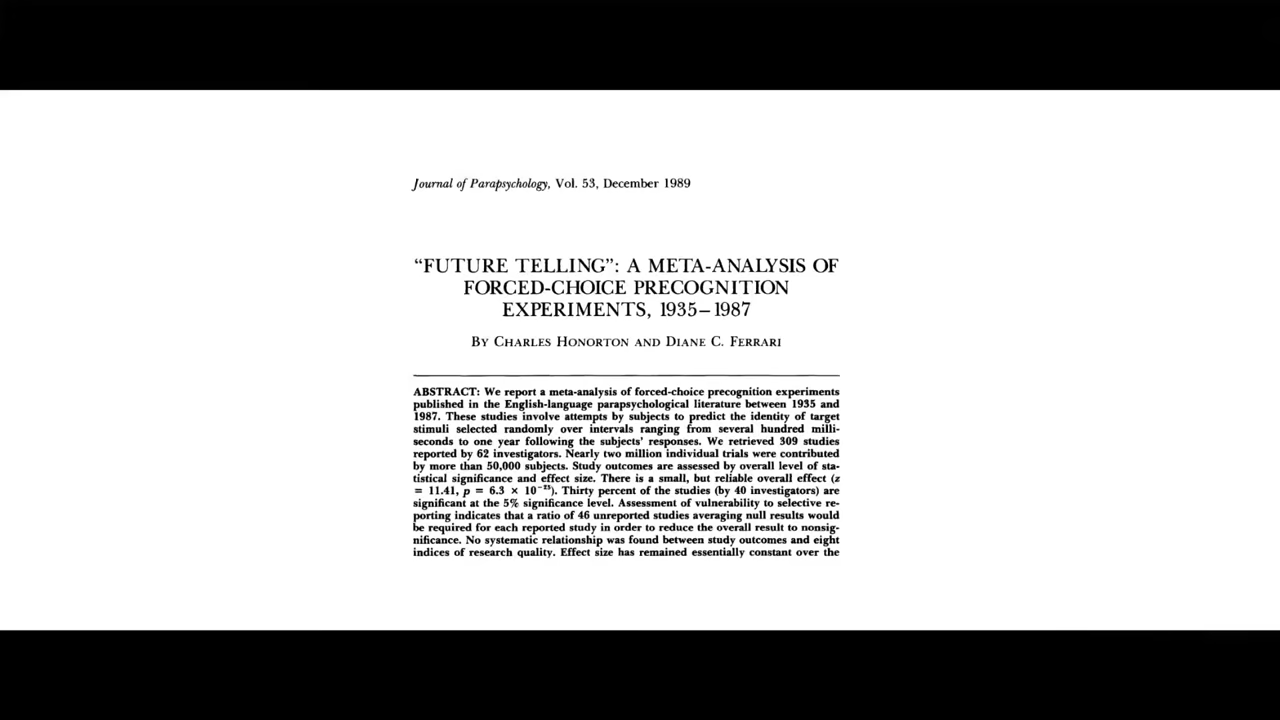 Journal of Parapsychology, Vol. 53, December 1989
“FUTURE TELLING”: A META-ANALYSIS OF
FORCED-CHOICE PRECOGNITION
EXPERIMENTS, 1935–1987
BY CHARLES HONORTON AND DIANE C. FERRARI
ABSTRACT: We report a meta-analysis of forced-choice precognition experiments
published in the English-language parapsychological literature between 1935 and
1987. These studies involve attempts by subjects to predict the identity of target
stimuli selected randomly over intervals ranging from several hundred milli-
seconds to one year following the subjects’ responses. We retrieved 309 studies
reported by 62 investigators. Nearly two million individual trials were contributed
by more than 50,000 subjects. Study outcomes are assessed by overall level of sta-
tistical significance and effect size. There is a small, but reliable overall effect (z
= 11.41, p = 6.3 × 10⁻²⁵). Thirty percent of the studies (by 40 investigators) are
significant at the 5% significance level. Assessment of vulnerability to selective re-
porting indicates that a ratio of 46 unreported studies averaging null results would
be required for each reported study in order to reduce the overall result to nonsig-
nificance. No systematic relationship was found between study outcomes and eight
indices of research quality. Effect size has remained essentially constant over the